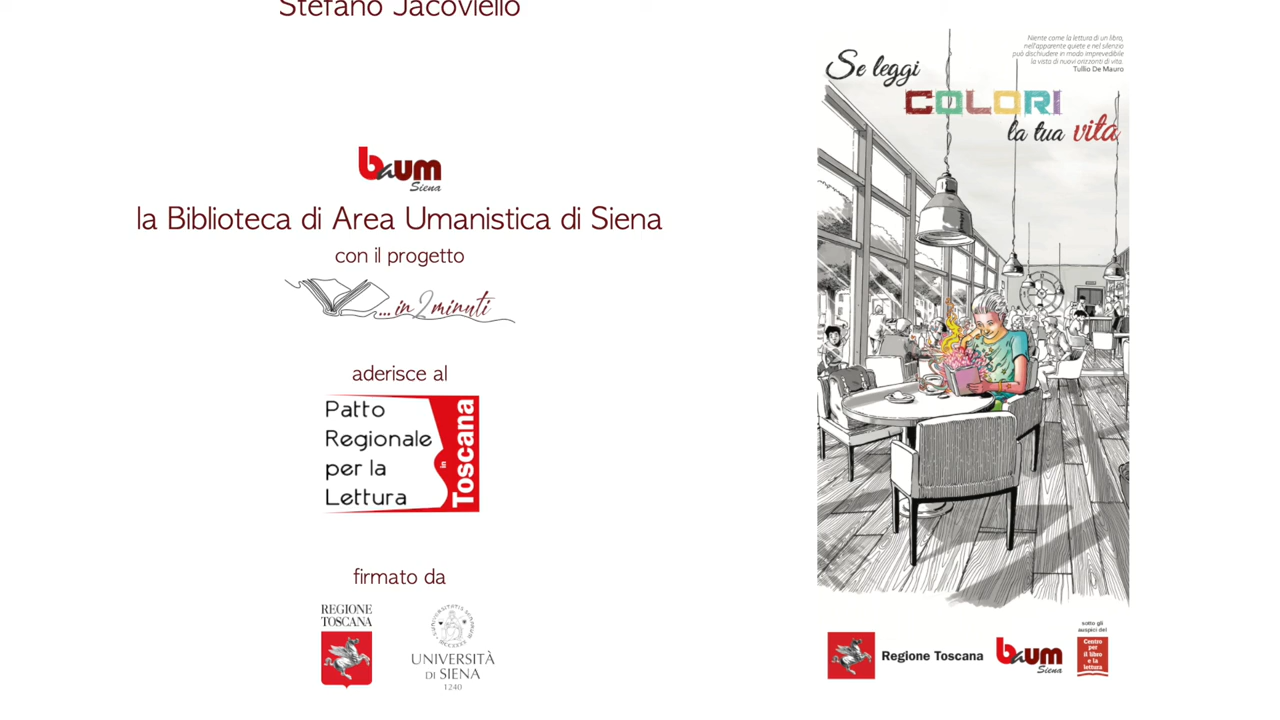 Stefano Jacoviello
baum
Siena
la Biblioteca di Area Umanistica di Siena
con il progetto
...in 2 minuti
aderisce al
Patto
Regionale
per la
Lettura
in
Toscana
firmato da
REGIONE
TOSCANA
UNIVERSITÀ
DI SIENA
1240
Niente come la lettura di un libro,
nell'apparente quiete e nel silenzio
può dischiudere in modo imprevedibile
la vista di nuovi orizzonti di vita.
Tullio De Mauro
Se leggi
COLORI
la tua vita
Regione Toscana
baum
Siena
sotto gli
auspici del
Centro
per
il libro
e la
lettura